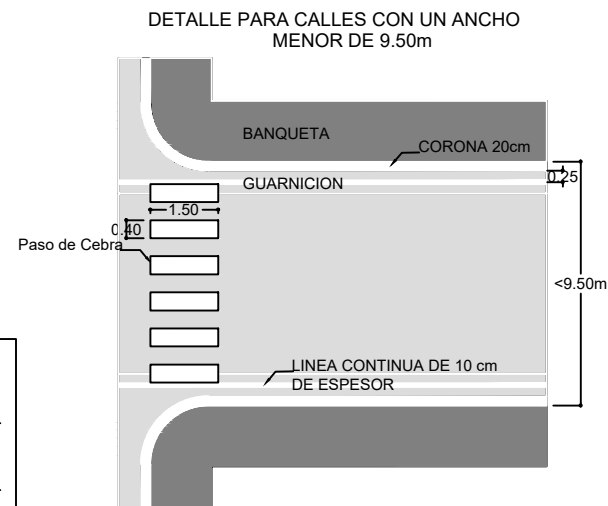 DETALLE PARA CALLES CON UN ANCHO
MENOR DE 9.50m
BANQUETA
CORONA 20cm
GUARNICION
0.25
1.50
0.40
Paso de Cebra
<9.50m
LINEA CONTINUA DE 10 cm
DE ESPESOR